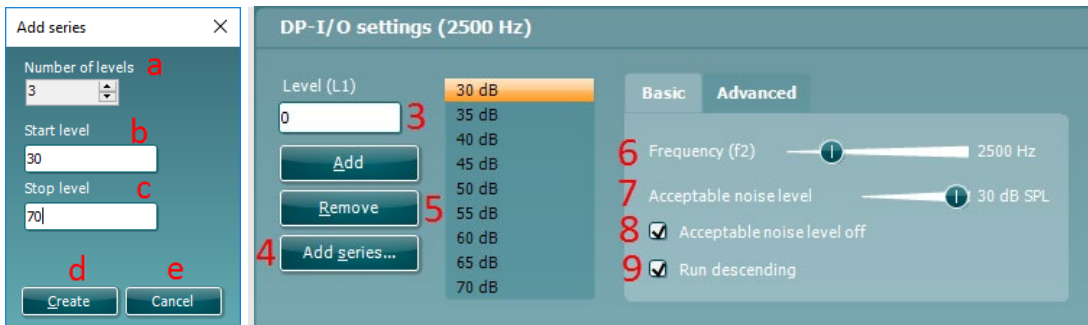 Add series
Number of levels a
3
Start level b
30
Stop level c
70
d e
Create Cancel
DP-I/O settings (2500 Hz)
Level (L1)
0 3
Add
Remove 5
4 Add series...
30 dB
35 dB
40 dB
45 dB
50 dB
55 dB
60 dB
65 dB
70 dB
Basic Advanced
6 Frequency (f2) 2500 Hz
7 Acceptable noise level 30 dB SPL
8 Acceptable noise level off
9 Run descending